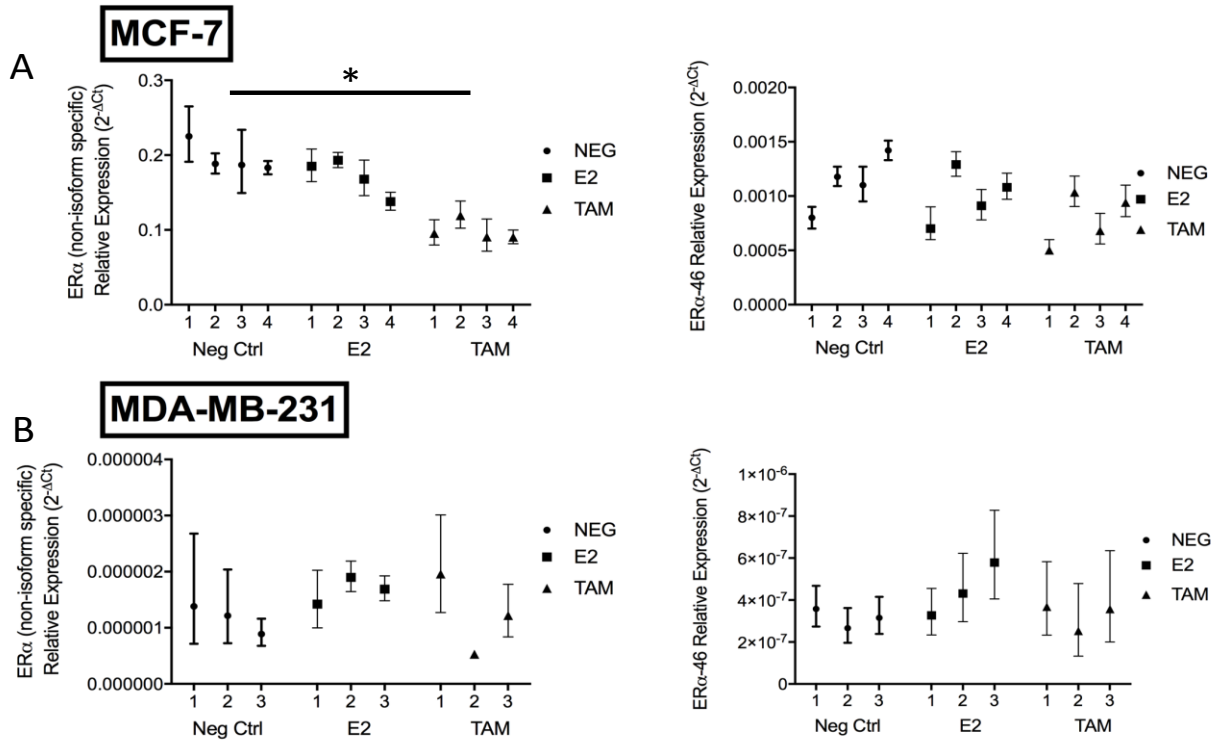 MCF-7
A
ERα (non-isoform specific)
Relative Expression (2-ΔCt)
0.3
0.2
0.1
0.0
*
1 2 3 4 1 2 3 4 1 2 3 4
Neg Ctrl E2 TAM
NEG
E2
TAM
ERα-46 Relative Expression (2-ΔCt)
0.0020
0.0015
0.0010
0.0005
0.0000
1 2 3 4 1 2 3 4 1 2 3 4
Neg Ctrl E2 TAM
NEG
E2
TAM
MDA-MB-231
B
ERα (non-isoform specific)
Relative Expression (2-ΔCt)
0.000004
0.000003
0.000002
0.000001
0.000000
1 2 3 1 2 3 1 2 3
Neg Ctrl E2 TAM
NEG
E2
TAM
ERα-46 Relative Expression (2-ΔCt)
1×10-6
8×10-7
6×10-7
4×10-7
2×10-7
0
1 2 3 1 2 3 1 2 3
Neg Ctrl E2 TAM
NEG
E2
TAM